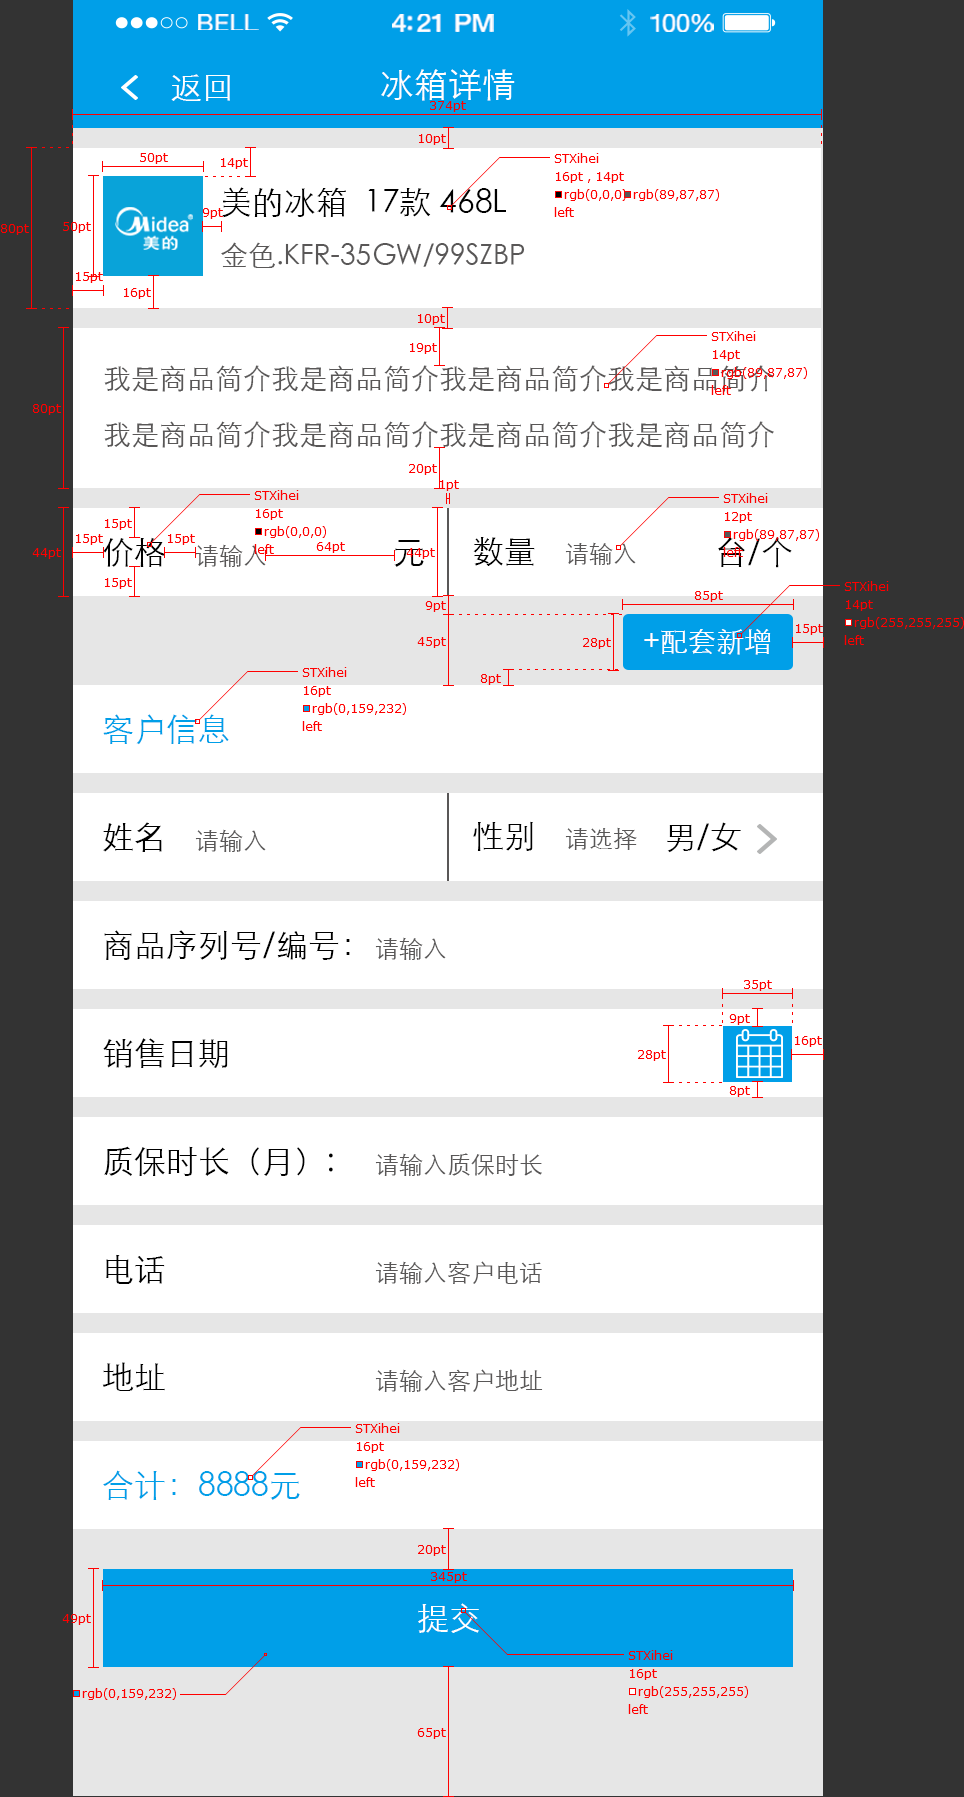 BELL 4:21 PM 100%
返回 冰箱详情
374pt
10pt
50pt 14pt
STXihei
16pt , 14pt
rgb(0,0,0) rgb(89,87,87)
left
Midea
美的
美的冰箱 17款 468L
金色.KFR-35GW/99SZBP
80pt 50pt 9pt
15pt 16pt
10pt
19pt
STXihei
14pt
rgb(89,87,87)
left
我是商品简介我是商品简介我是商品简介我是商品简介
80pt
我是商品简介我是商品简介我是商品简介我是商品简介
20pt
1pt
STXihei
16pt
rgb(0,0,0)
left
STXihei
12pt
rgb(89,87,87)
left
15pt
44pt 15pt 价格 15pt 请输入 64pt 元 44pt 数量 请输入 台/个
15pt
9pt 85pt
STXihei
14pt
rgb(255,255,255)
left
45pt 28pt +配套新增 15pt
8pt
STXihei
16pt
rgb(0,159,232)
left
客户信息
姓名 请输入 性别 请选择 男/女
商品序列号/编号： 请输入
35pt
9pt
销售日期 28pt 16pt
8pt
质保时长（月）： 请输入质保时长
电话 请输入客户电话
地址 请输入客户地址
STXihei
16pt
rgb(0,159,232)
left
合计：8888元
20pt
345pt
49pt 提交
STXihei
16pt
rgb(255,255,255)
left
rgb(0,159,232)
65pt